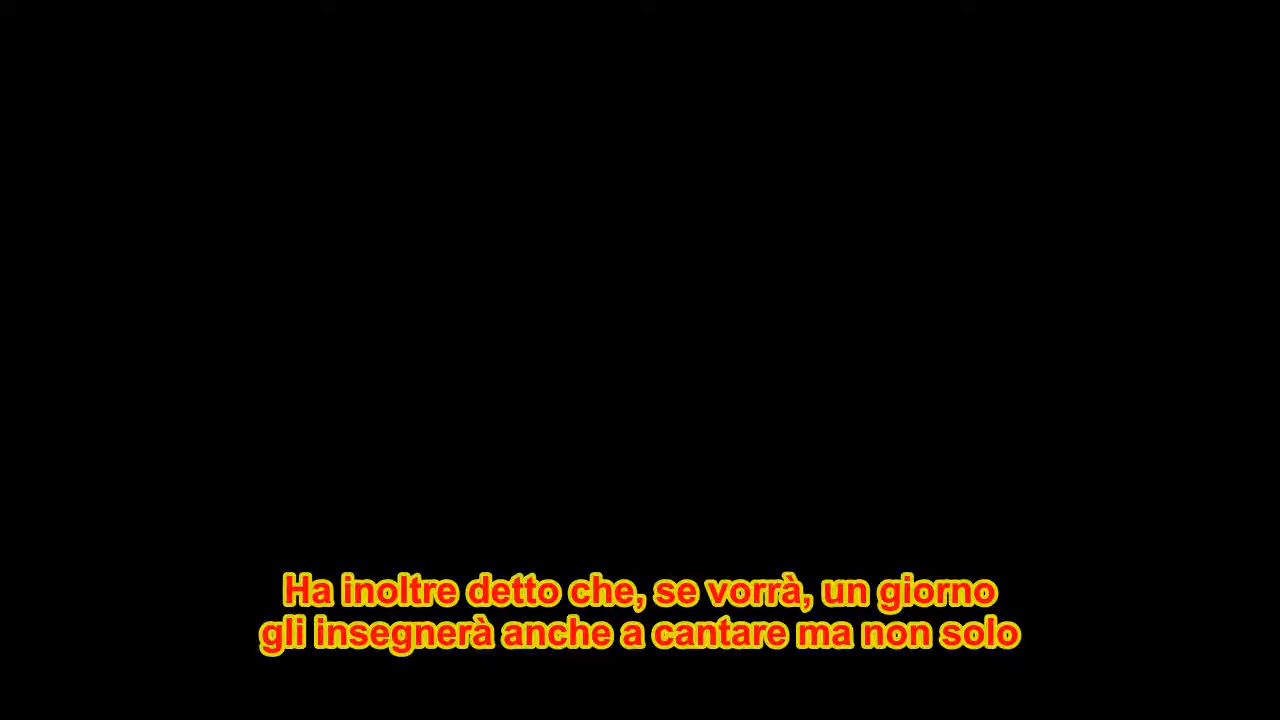 Ha inoltre detto che, se vorrà, un giorno
gli insegnerà anche a cantare ma non solo